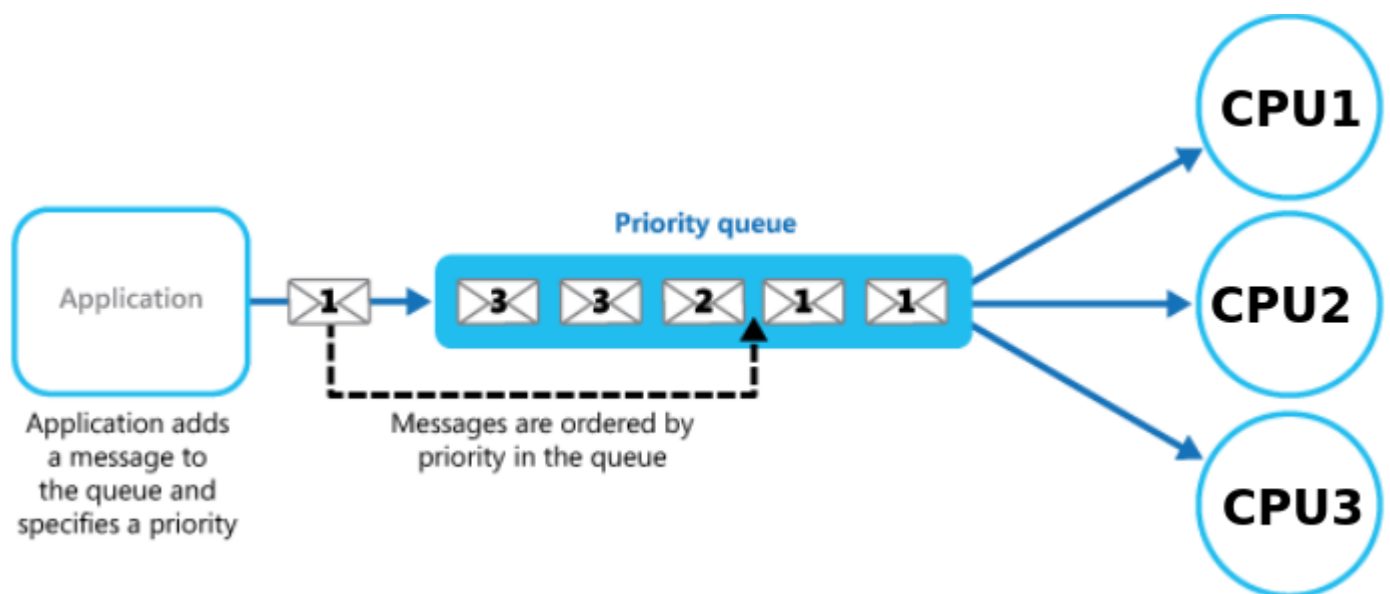 CPU1
Priority queue
Application
1
3 3 2 1 1
CPU2
Application adds
a message to
the queue and
specifies a priority
Messages are ordered by
priority in the queue
CPU3